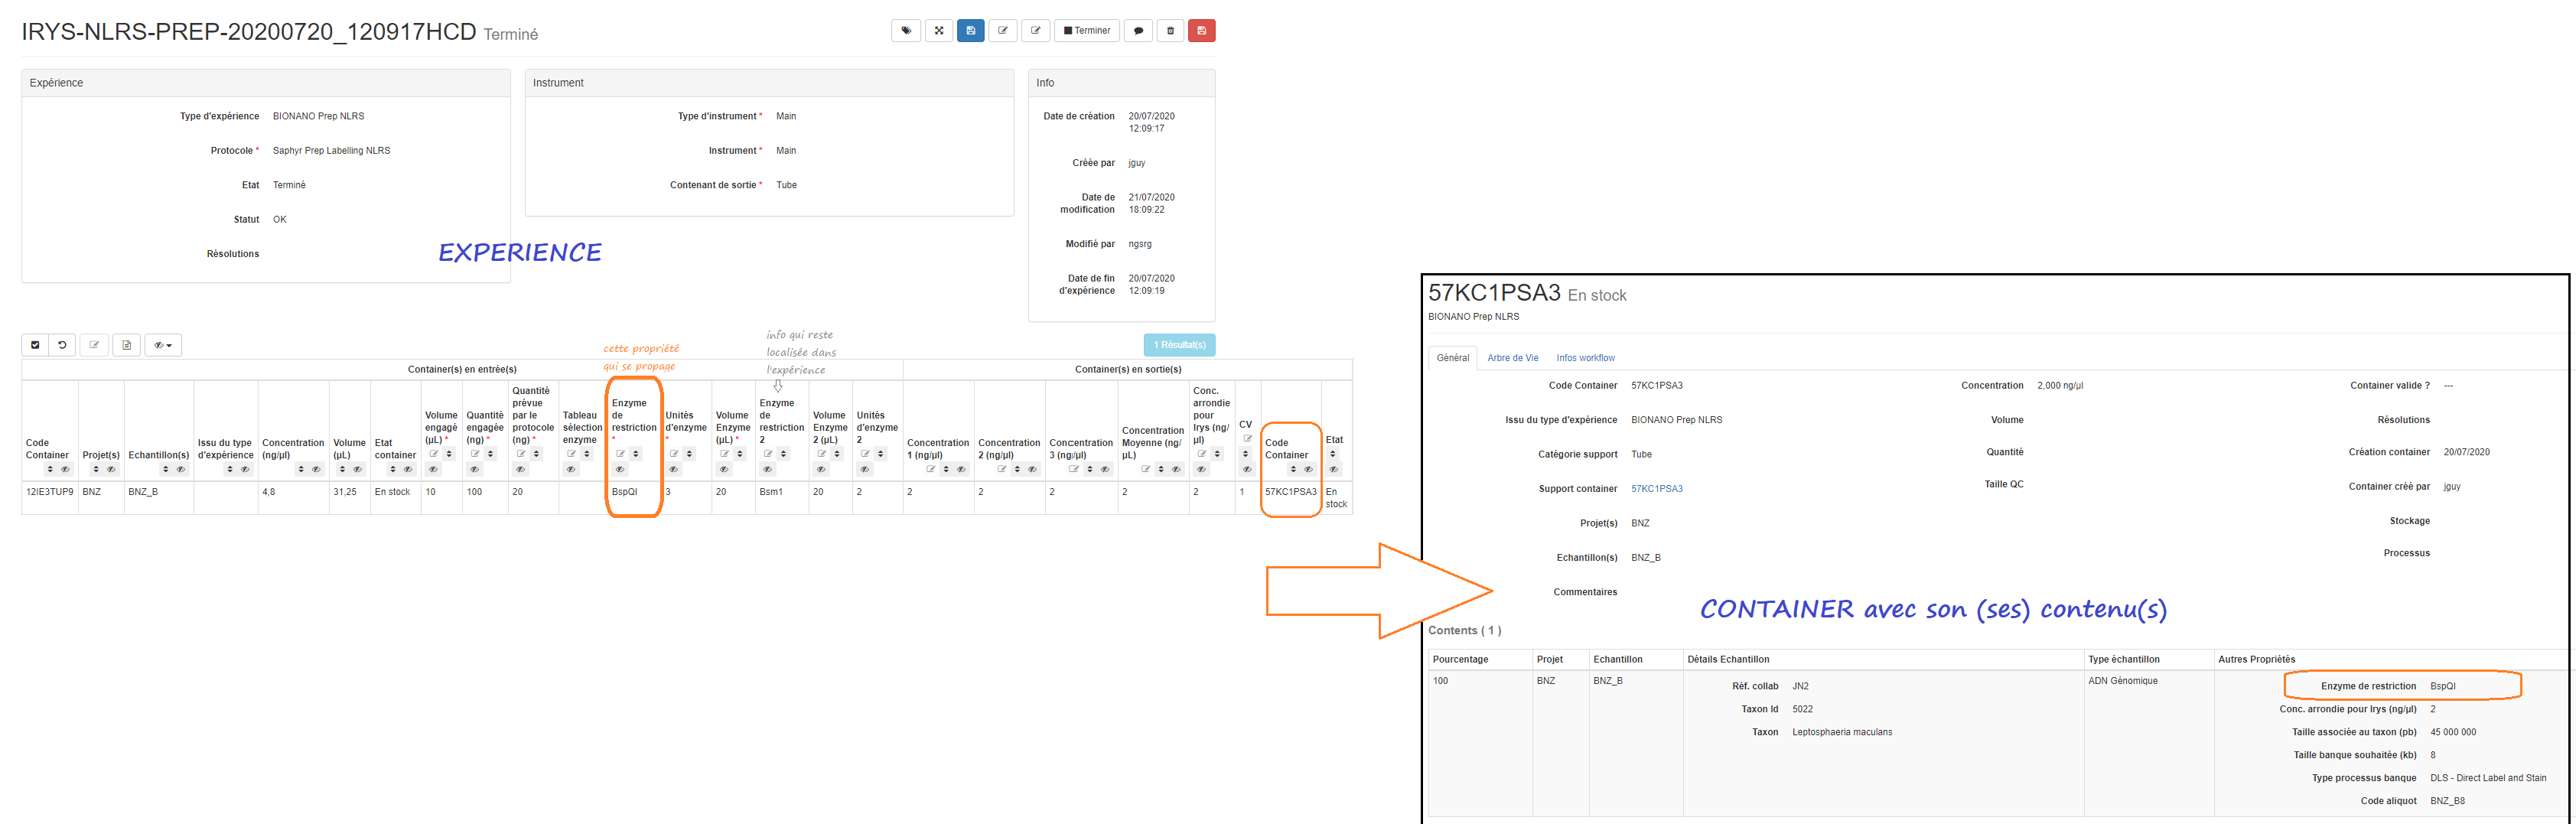 IRYS-NLRS-PREP-20200720_120917HCD Terminé
Terminer
Expérience
Type d'expérience BIONANO Prep NLRS
Protocole * Saphyr Prep Labelling NLRS
Etat Terminé
Statut OK
Résolutions
Instrument
Type d'instrument * Main
Instrument * Main
Contenant de sortie * Tube
Info
Date de création 20/07/2020 12:09:17
Créée par jguy
Date de modification 21/07/2020 18:09:22
Modifié par ngsrg
Date de fin d'expérience 20/07/2020 12:09:19
EXPERIENCE
cette propriété
qui se propage
info qui reste
localisée dans
l'expérience
1 Résultat(s)
Container(s) en entrée(s) Container(s) en sortie(s)
Code Container
Projet(s)
Echantillon(s)
Issu du type d'expérience
Concentration (ng/µl)
Volume (µL)
Etat container
Volume engagé (µL) *
Quantité engagée (ng) *
Quantité prévue par le protocole (ng) *
Tableau sélection enzyme
Enzyme de restriction *
Unités d'enzyme *
Volume Enzyme (µL) *
Enzyme de restriction 2
Volume Enzyme 2 (µL)
Unités d'enzyme 2
Concentration 1 (ng/µl)
Concentration 2 (ng/µl)
Concentration 3 (ng/µl)
Concentration Moyenne (ng/µL)
Conc. arrondie pour Irys (ng/µl)
CV
Code Container
Etat
12IE3TUP9 BNZ BNZ_B 4,8 31,25 En stock 10 100 20 BspQI 3 20 Bsm1 20 2 2 2 2 2 2 1 57KC1PSA3 En stock
57KC1PSA3 En stock
BIONANO Prep NLRS
Général Arbre de Vie Infos workflow
Code Container 57KC1PSA3
Issu du type d'expérience BIONANO Prep NLRS
Catégorie support Tube
Support container 57KC1PSA3
Projet(s) BNZ
Echantillon(s) BNZ_B
Commentaires
Concentration 2,000 ng/µl
Volume
Quantité
Taille QC
Container valide ? ---
Résolutions
Création container 20/07/2020
Container créé par jguy
Stockage
Processus
CONTAINER avec son (ses) contenu(s)
Contents ( 1 )
Pourcentage Projet Echantillon Détails Echantillon Type échantillon Autres Propriétés
100 BNZ BNZ_B
Réf. collab JN2
Taxon Id 5022
Taxon Leptosphaeria maculans
ADN Génomique
Enzyme de restriction BspQI
Conc. arrondie pour Irys (ng/µl) 2
Taille associée au taxon (pb) 45 000 000
Taille banque souhaitée (kb) 8
Type processus banque DLS - Direct Label and Stain
Code aliquot BNZ_B8